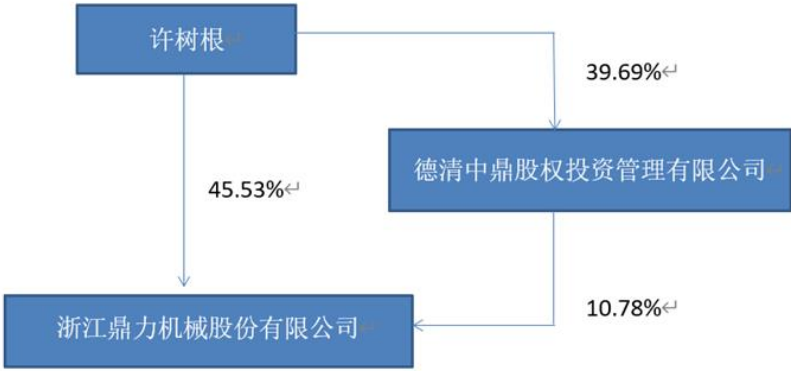 许树根
39.69%
德清中鼎股权投资管理有限公司
45.53%
10.78%
浙江鼎力机械股份有限公司